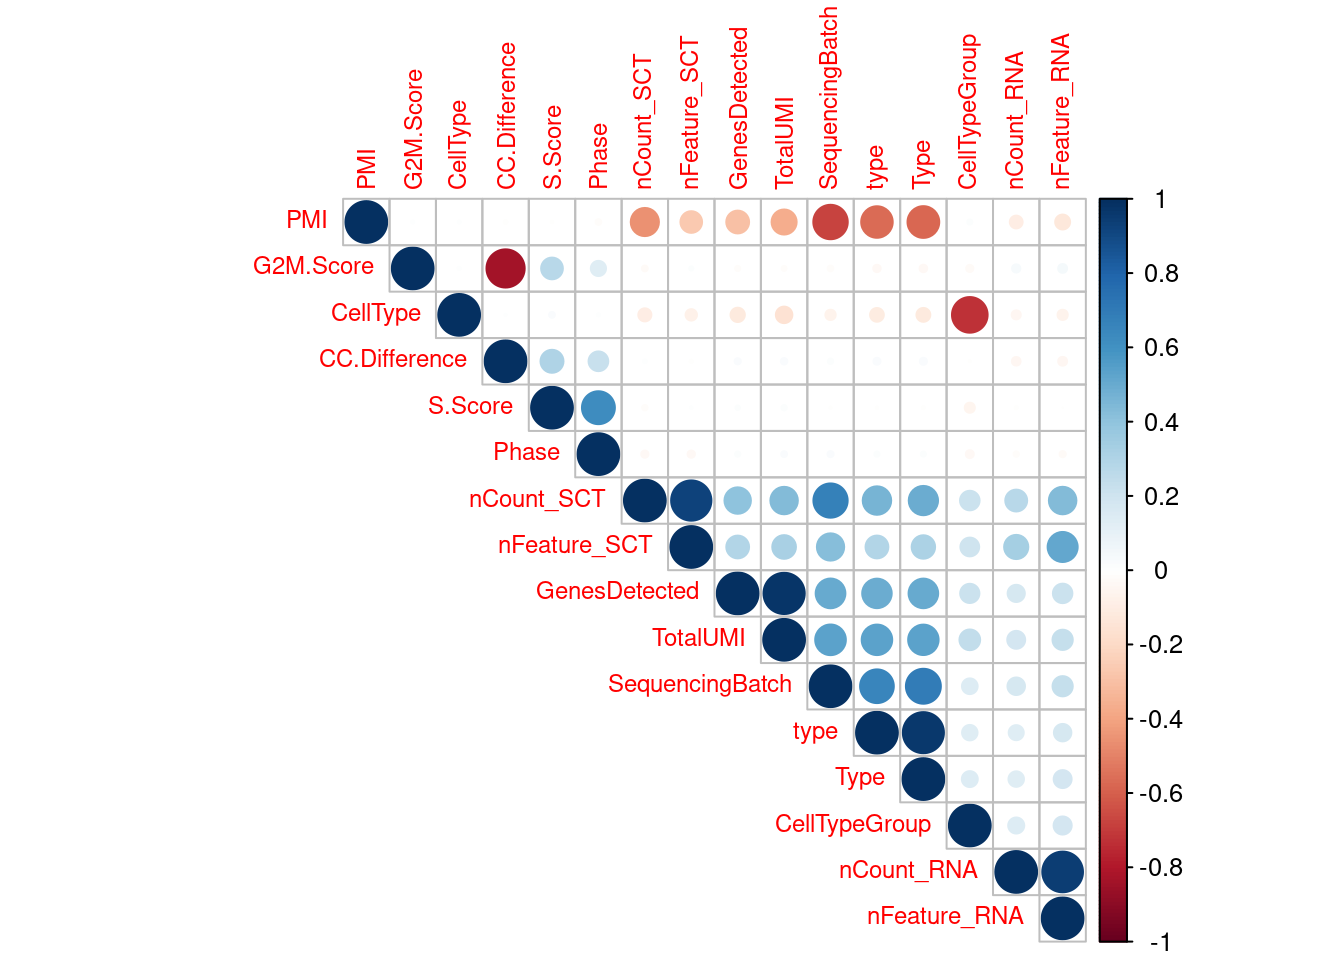 PMI
G2M.Score
CellType
CC.Difference
S.Score
Phase
nCount_SCT
nFeature_SCT
GenesDetected
TotalUMI
SequencingBatch
type
Type
CellTypeGroup
nCount_RNA
nFeature_RNA
PMI
G2M.Score
CellType
CC.Difference
S.Score
Phase
nCount_SCT
nFeature_SCT
GenesDetected
TotalUMI
SequencingBatch
type
Type
CellTypeGroup
nCount_RNA
nFeature_RNA
1
0.8
0.6
0.4
0.2
0
-0.2
-0.4
-0.6
-0.8
-1